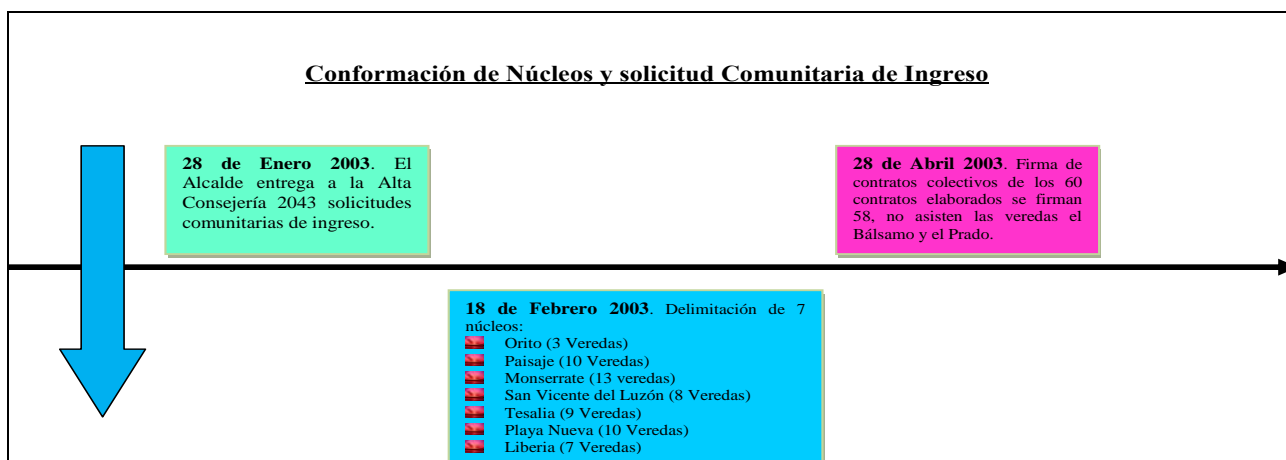 Conformación de Núcleos y solicitud Comunitaria de Ingreso
28 de Enero 2003. El
Alcalde entrega a la Alta
Consejería 2043 solicitudes
comunitarias de ingreso.
28 de Abril 2003. Firma de
contratos colectivos de los 60
contratos elaborados se firman
58, no asisten las veredas el
Bálsamo y el Prado.
18 de Febrero 2003. Delimitación de 7
núcleos:
Orito (3 Veredas)
Paisaje (10 Veredas)
Monserrate (13 veredas)
San Vicente del Luzón (8 Veredas)
Tesalia (9 Veredas)
Playa Nueva (10 Veredas)
Liberia (7 Veredas)